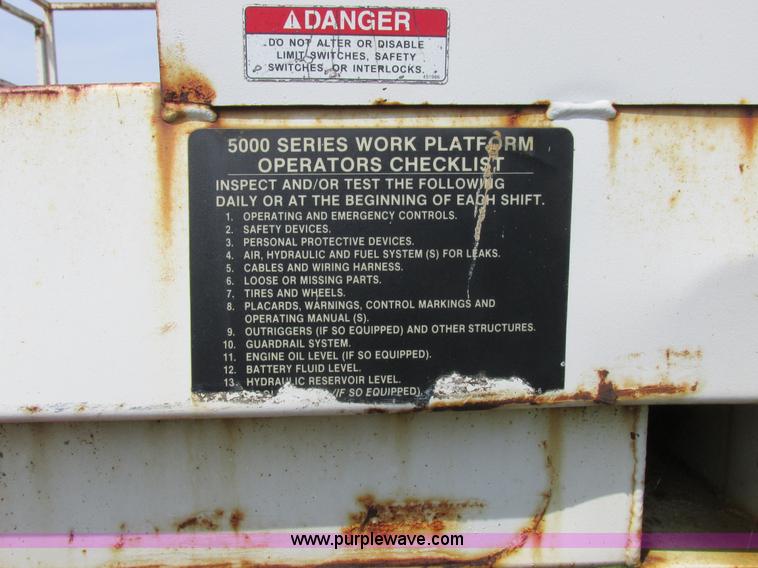 DANGER
DO NOT ALTER OR DISABLE
LIMIT SWITCHES, SAFETY
SWITCHES, OR INTERLOCKS.
5000 SERIES WORK PLATFORM
OPERATORS CHECKLIST
INSPECT AND/OR TEST THE FOLLOWING
DAILY OR AT THE BEGINNING OF EACH SHIFT.
1. OPERATING AND EMERGENCY CONTROLS.
2. SAFETY DEVICES.
3. PERSONAL PROTECTIVE DEVICES.
4. AIR, HYDRAULIC AND FUEL SYSTEM (S) FOR LEAKS.
5. CABLES AND WIRING HARNESS.
6. LOOSE OR MISSING PARTS.
7. TIRES AND WHEELS.
8. PLACARDS, WARNINGS, CONTROL MARKINGS AND
OPERATING MANUAL (S).
9. OUTRIGGERS (IF SO EQUIPPED) AND OTHER STRUCTURES.
10. GUARDRAIL SYSTEM.
11. ENGINE OIL LEVEL (IF SO EQUIPPED).
12. BATTERY FLUID LEVEL.
13. HYDRAULIC RESERVOIR LEVEL.
(IF SO EQUIPPED)
www.purplewave.com